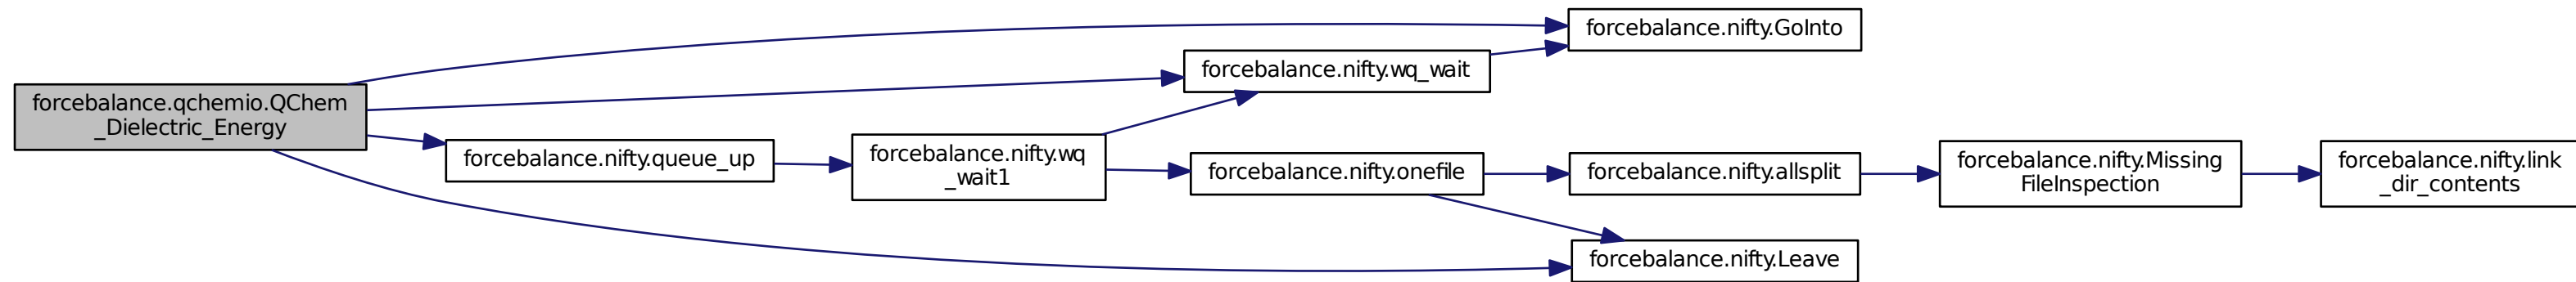 forcebalance.qchemio.QChem
_Dielectric_Energy
forcebalance.nifty.GoInto
forcebalance.nifty.wq_wait
forcebalance.nifty.queue_up
forcebalance.nifty.wq
_wait1
forcebalance.nifty.onefile
forcebalance.nifty.allsplit
forcebalance.nifty.Missing
FileInspection
forcebalance.nifty.link
_dir_contents
forcebalance.nifty.Leave